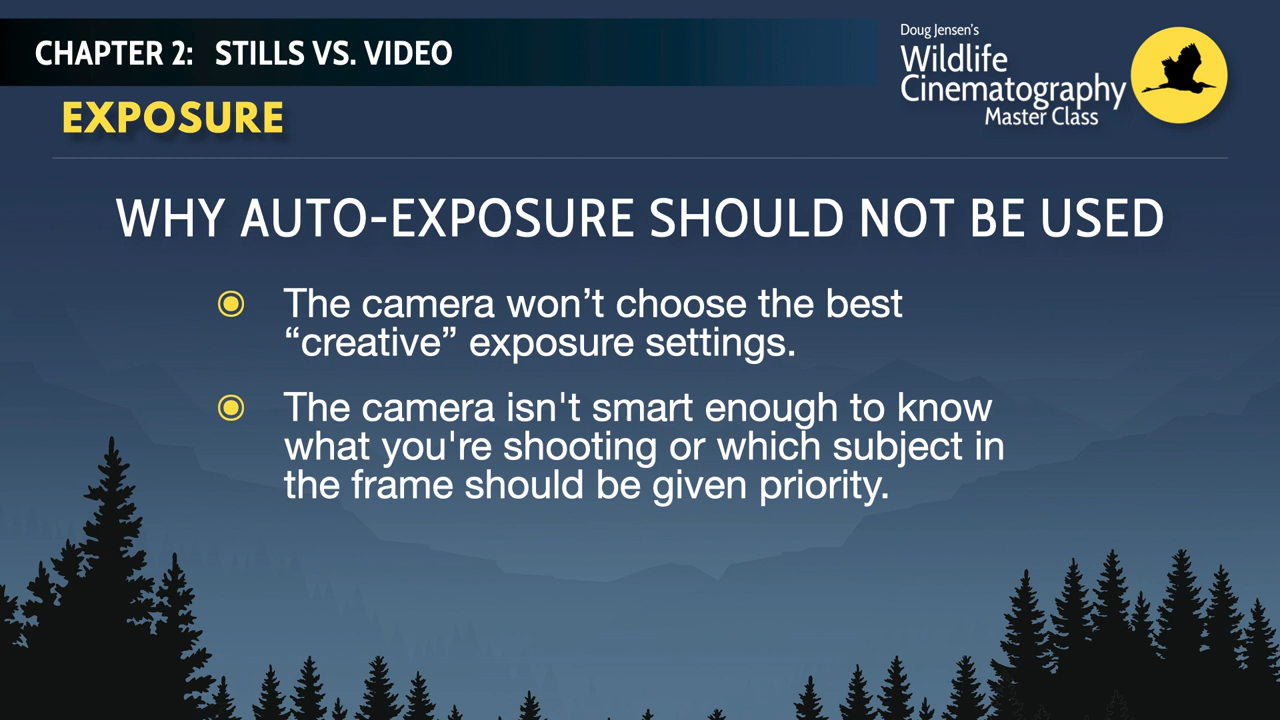 CHAPTER 2: STILLS VS. VIDEO
Doug Jensen's
Wildlife
Cinematography
Master Class
EXPOSURE
WHY AUTO-EXPOSURE SHOULD NOT BE USED
The camera won’t choose the best
“creative” exposure settings.
The camera isn't smart enough to know
what you're shooting or which subject in
the frame should be given priority.